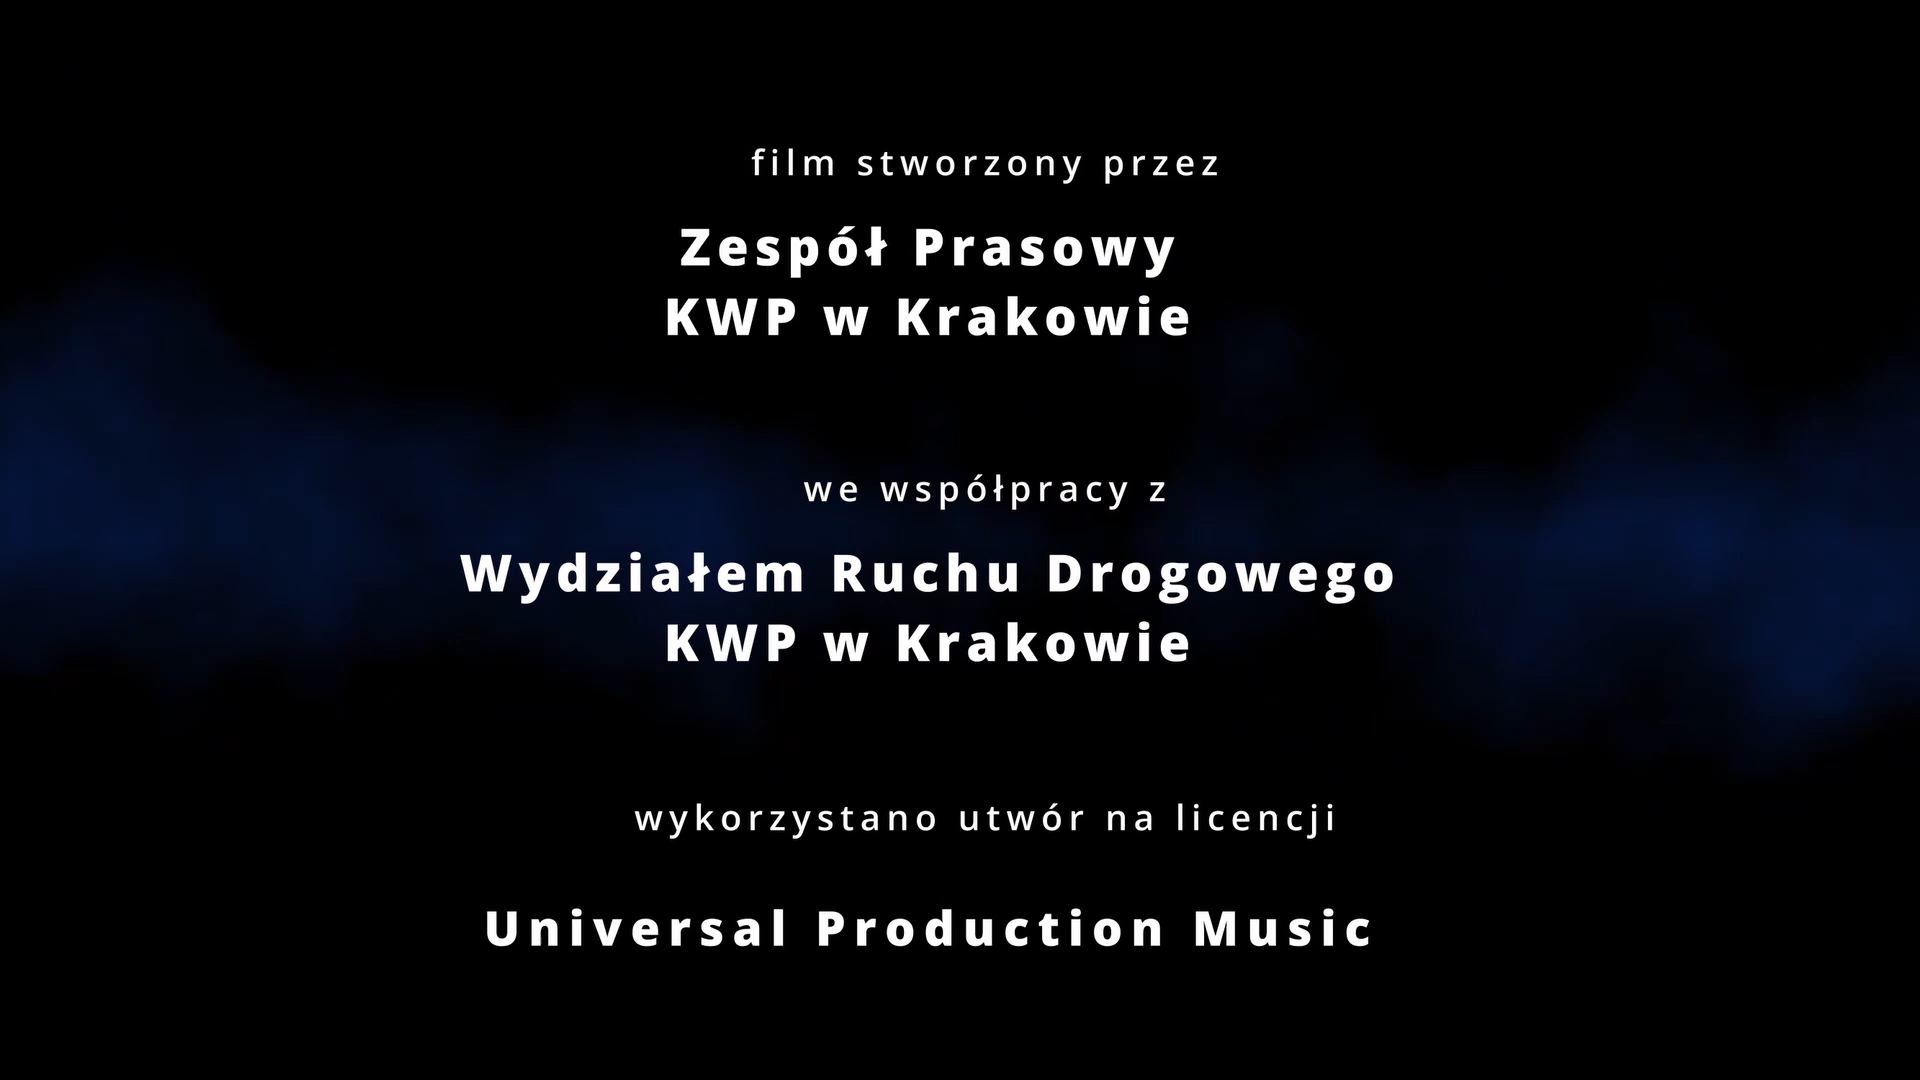 film stworzony przez
Zespół Prasowy
KWP w Krakowie
we współpracy z
Wydziałem Ruchu Drogowego
KWP w Krakowie
wykorzystano utwór na licencji
Universal Production Music